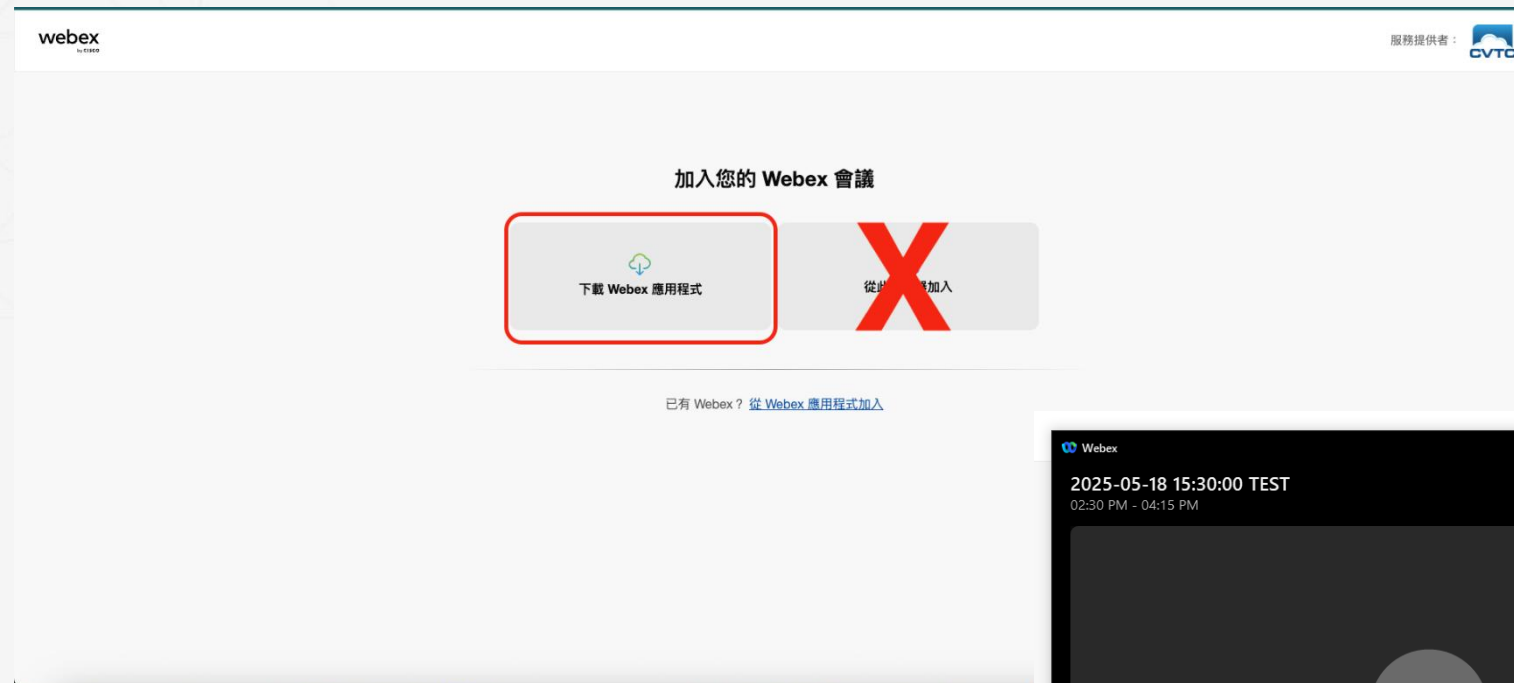 webex
by CISCO
服務提供者：
CVTC
加入您的 Webex 會議
下載 Webex 應用程式
從此 加入
已有 Webex？ 從 Webex 應用程式加入
Webex
2025-05-18 15:30:00 TEST
02:30 PM - 04:15 PM